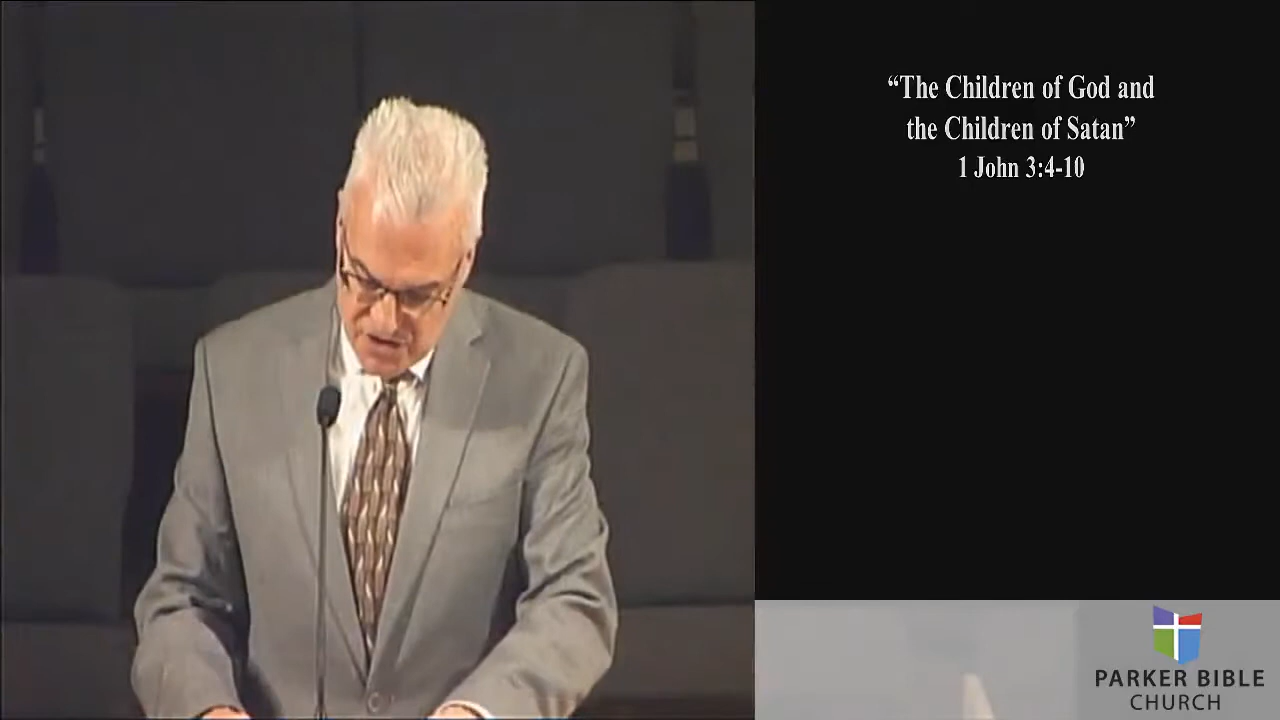 “The Children of God and
the Children of Satan”
1 John 3:4-10
PARKER BIBLE
CHURCH